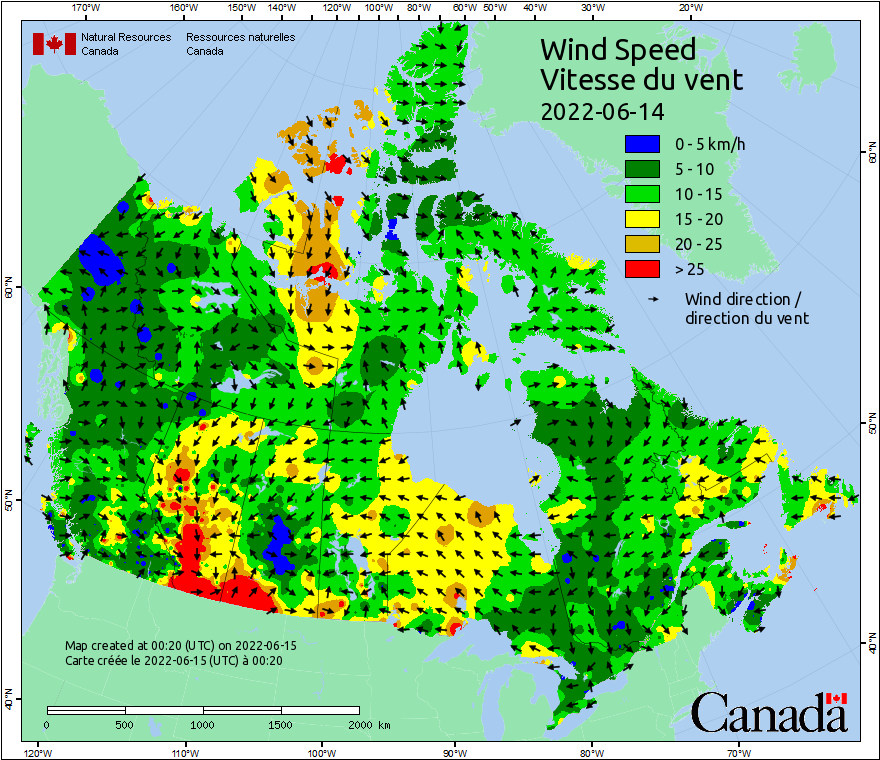 170°W 160°W 150°W 140°W 120°W 100°W 80°W 60°W 50°W 40°W 30°W 20°W
Natural Resources Ressources naturelles
Canada Canada
Wind Speed
Vitesse du vent
2022-06-14
0 - 5 km/h
5 - 10
10 - 15
15 - 20
20 - 25
> 25
Wind direction /
direction du vent
60°N
60°N
50°N
50°N
40°N
40°N
Map created at 00:20 (UTC) on 2022-06-15
Carte créée le 2022-06-15 (UTC) à 00:20
0 500 1000 1500 2000 km
Canada
120°W 110°W 100°W 90°W 80°W 70°W